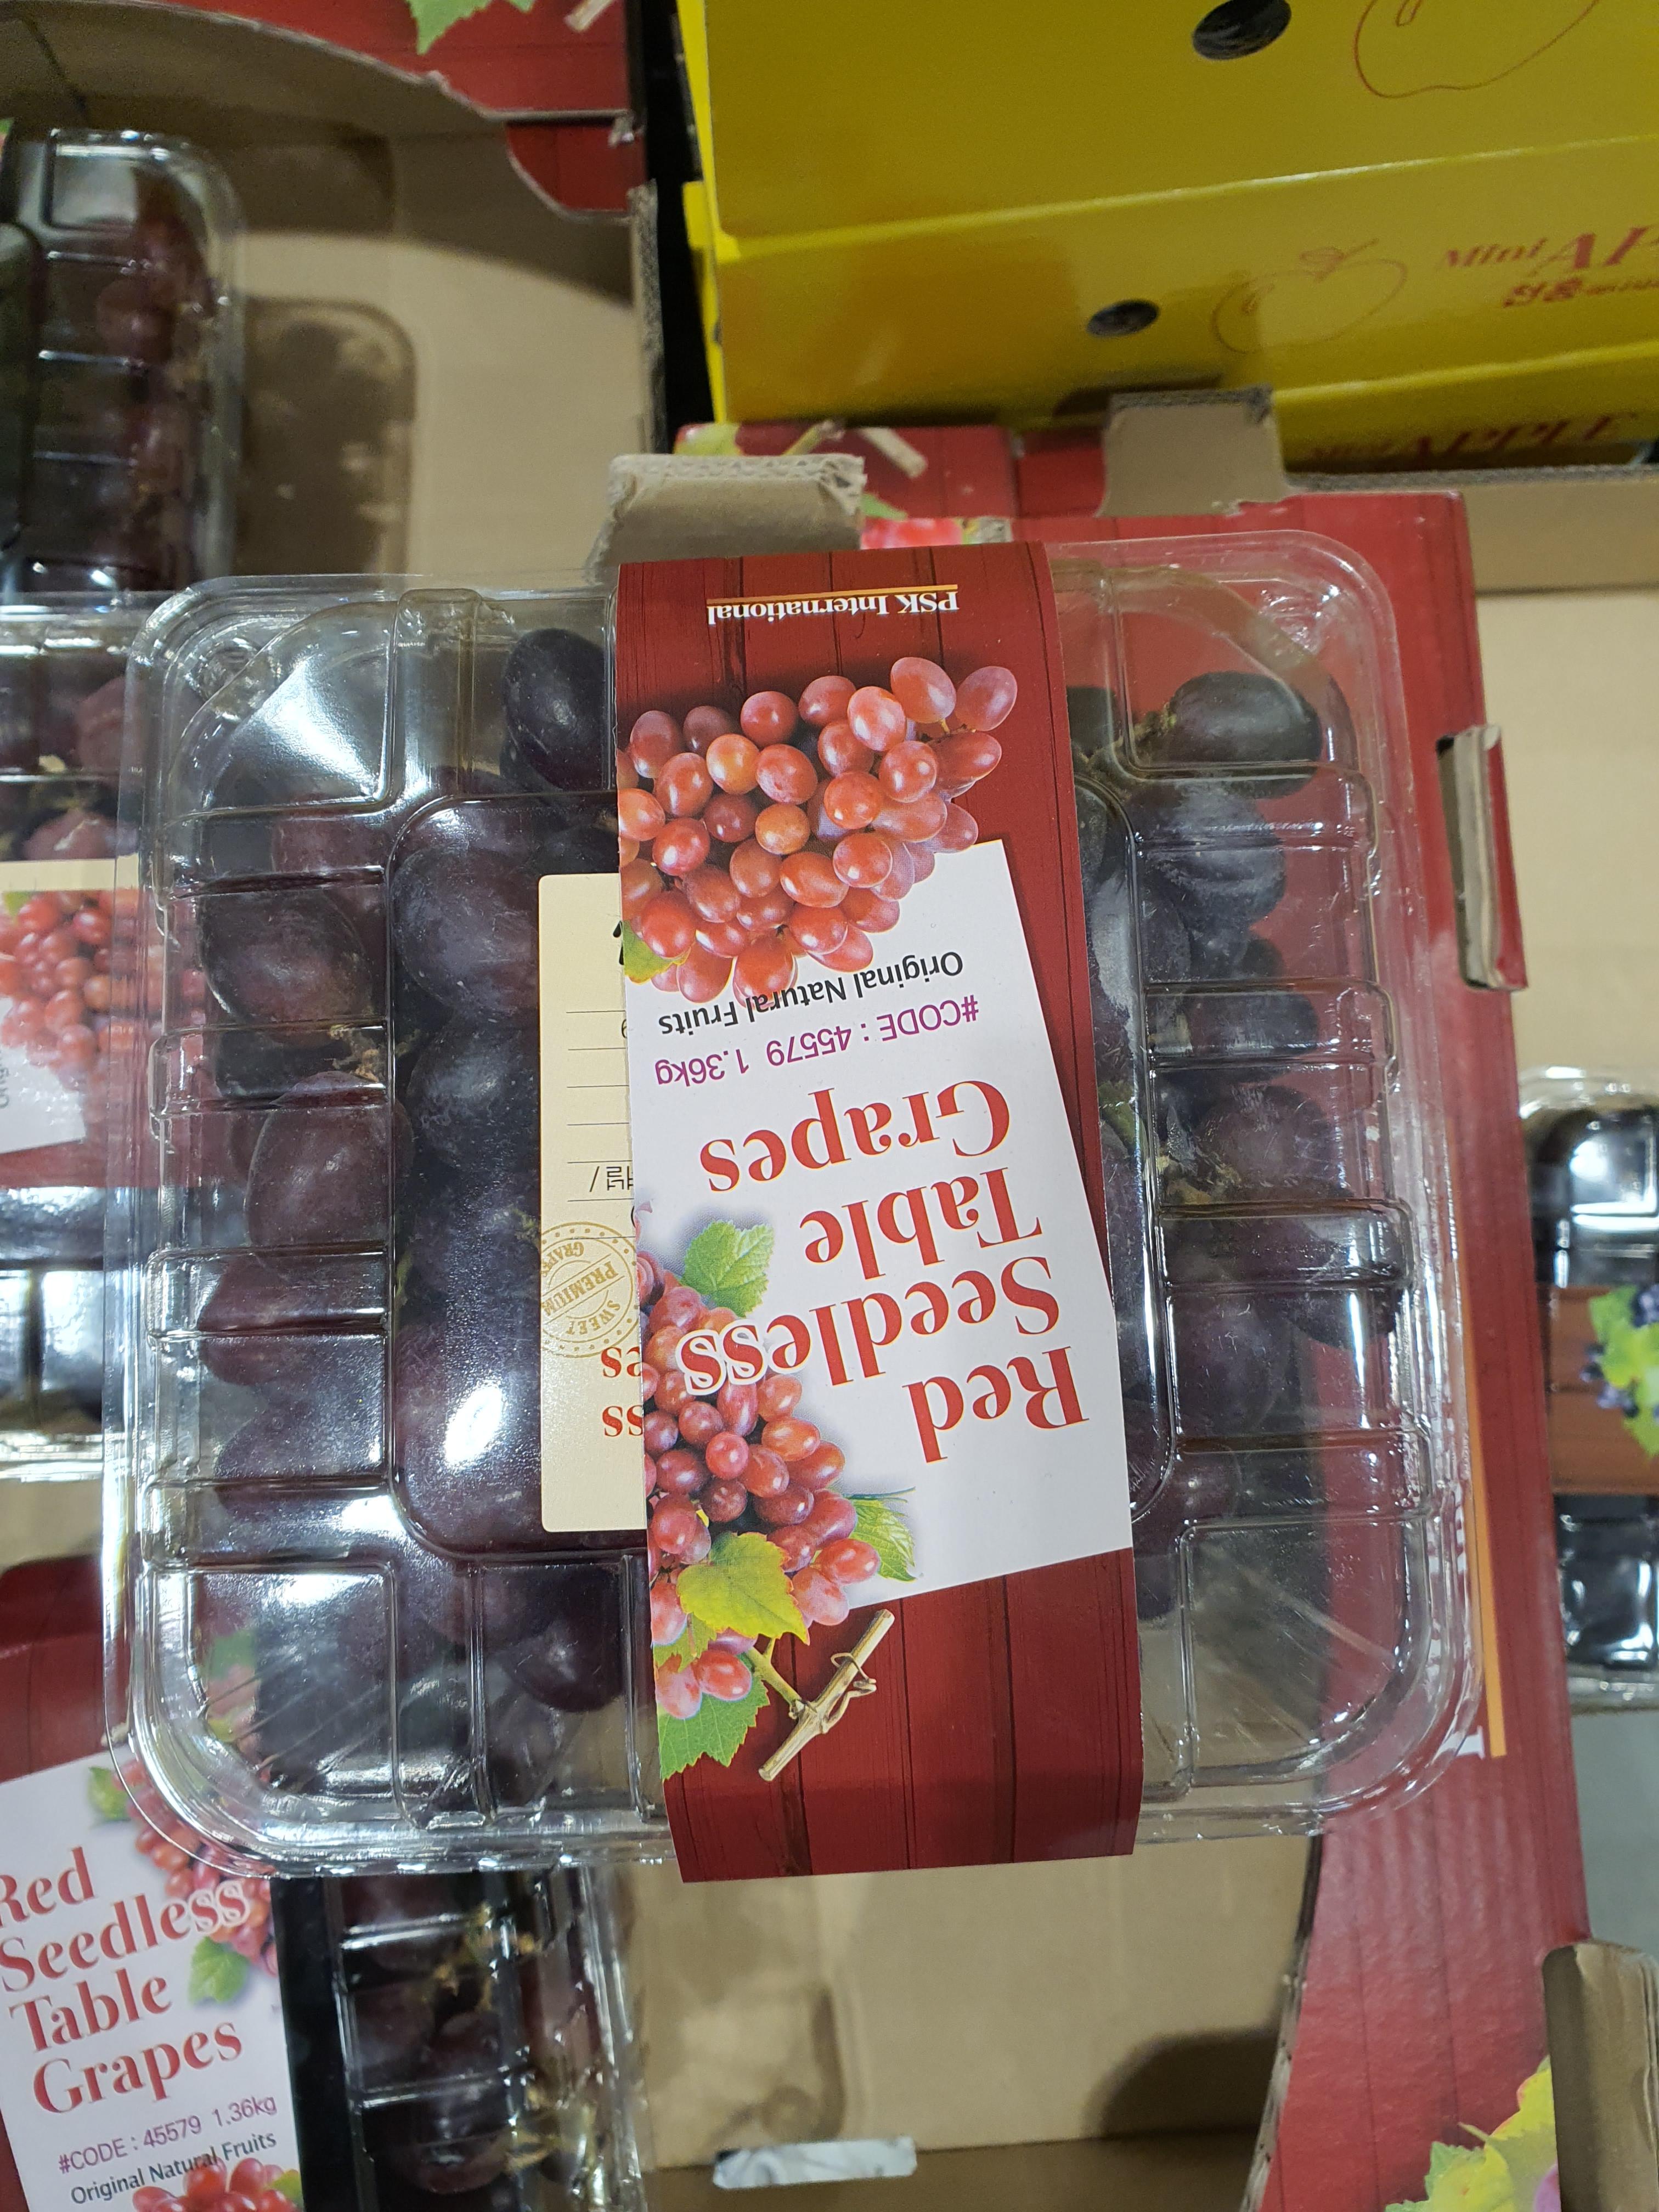 Red
Seedless
Table
Grapes
#CODE : 45579 1.36kg
Original Natural Fruits
PSK International
SWEET
PREMIUM
Mini
Red
Seedless
Table
Grapes
#CODE : 45579 1.36kg
Original Natural Fruits